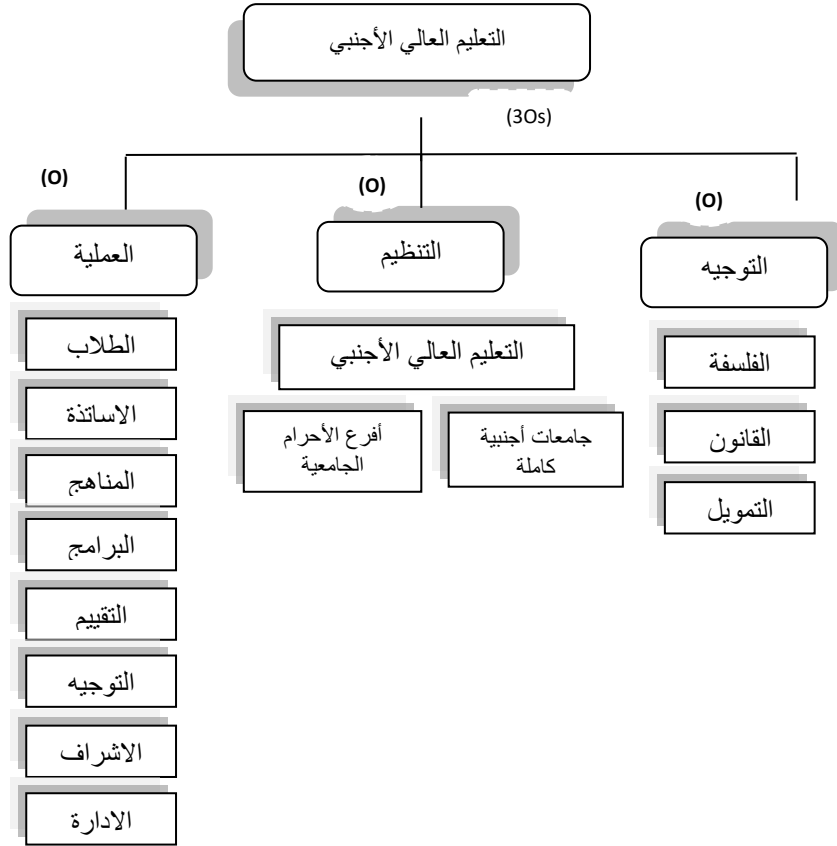 التعليم العالي الأجنبي
(3Os)
(O)
التوجيه
الفلسفة
القانون
التمويل
(O)
التنظيم
التعليم العالي الأجنبي
جامعات أجنبية
كاملة
أفرع الأحرام
الجامعية
(O)
العملية
الطلاب
الاساتذة
المناهج
البرامج
التقييم
التوجيه
الاشراف
الادارة